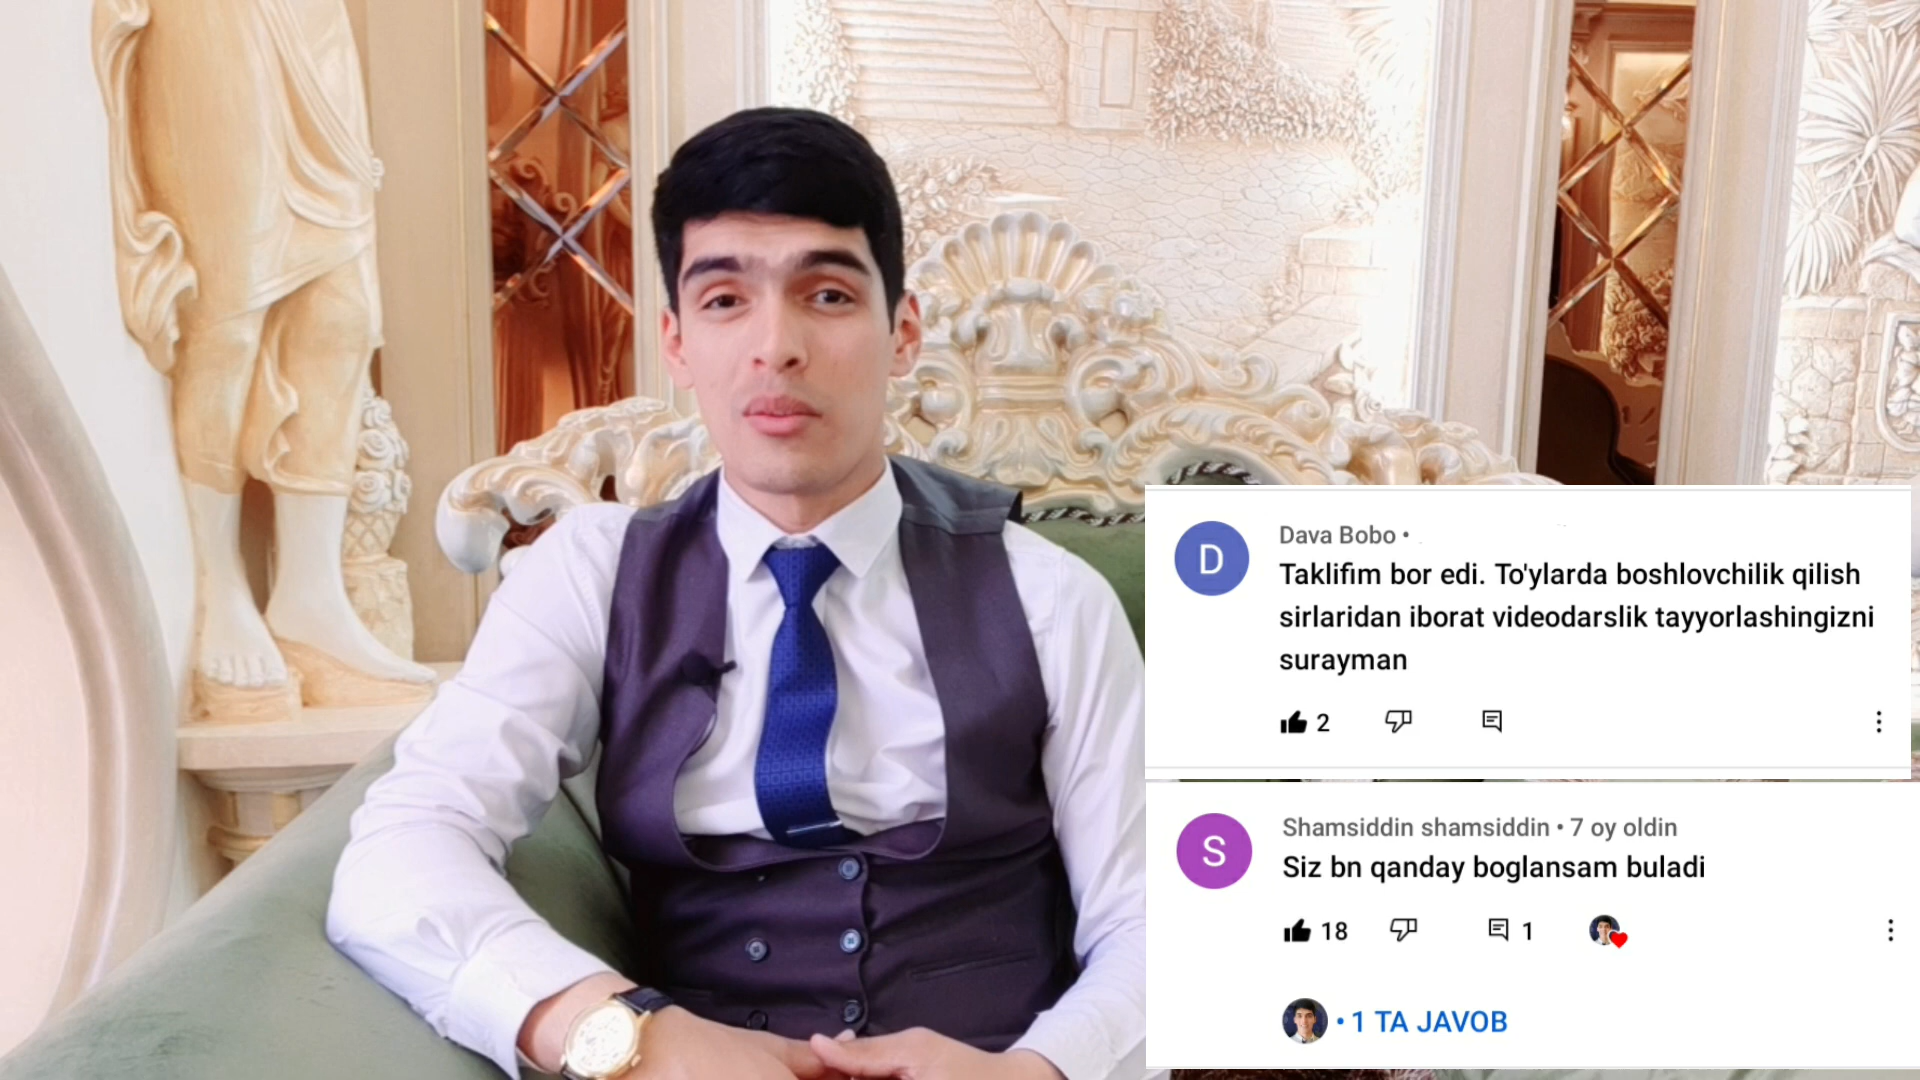 D
Dava Bobo •
Taklifim bor edi. To'ylarda boshlovchilik qilish
sirlaridan iborat videodarslik tayyorlashingizni
surayman
2
S
Shamsiddin shamsiddin • 7 oy oldin
Siz bn qanday boglansam buladi
18
1
• 1 TA JAVOB